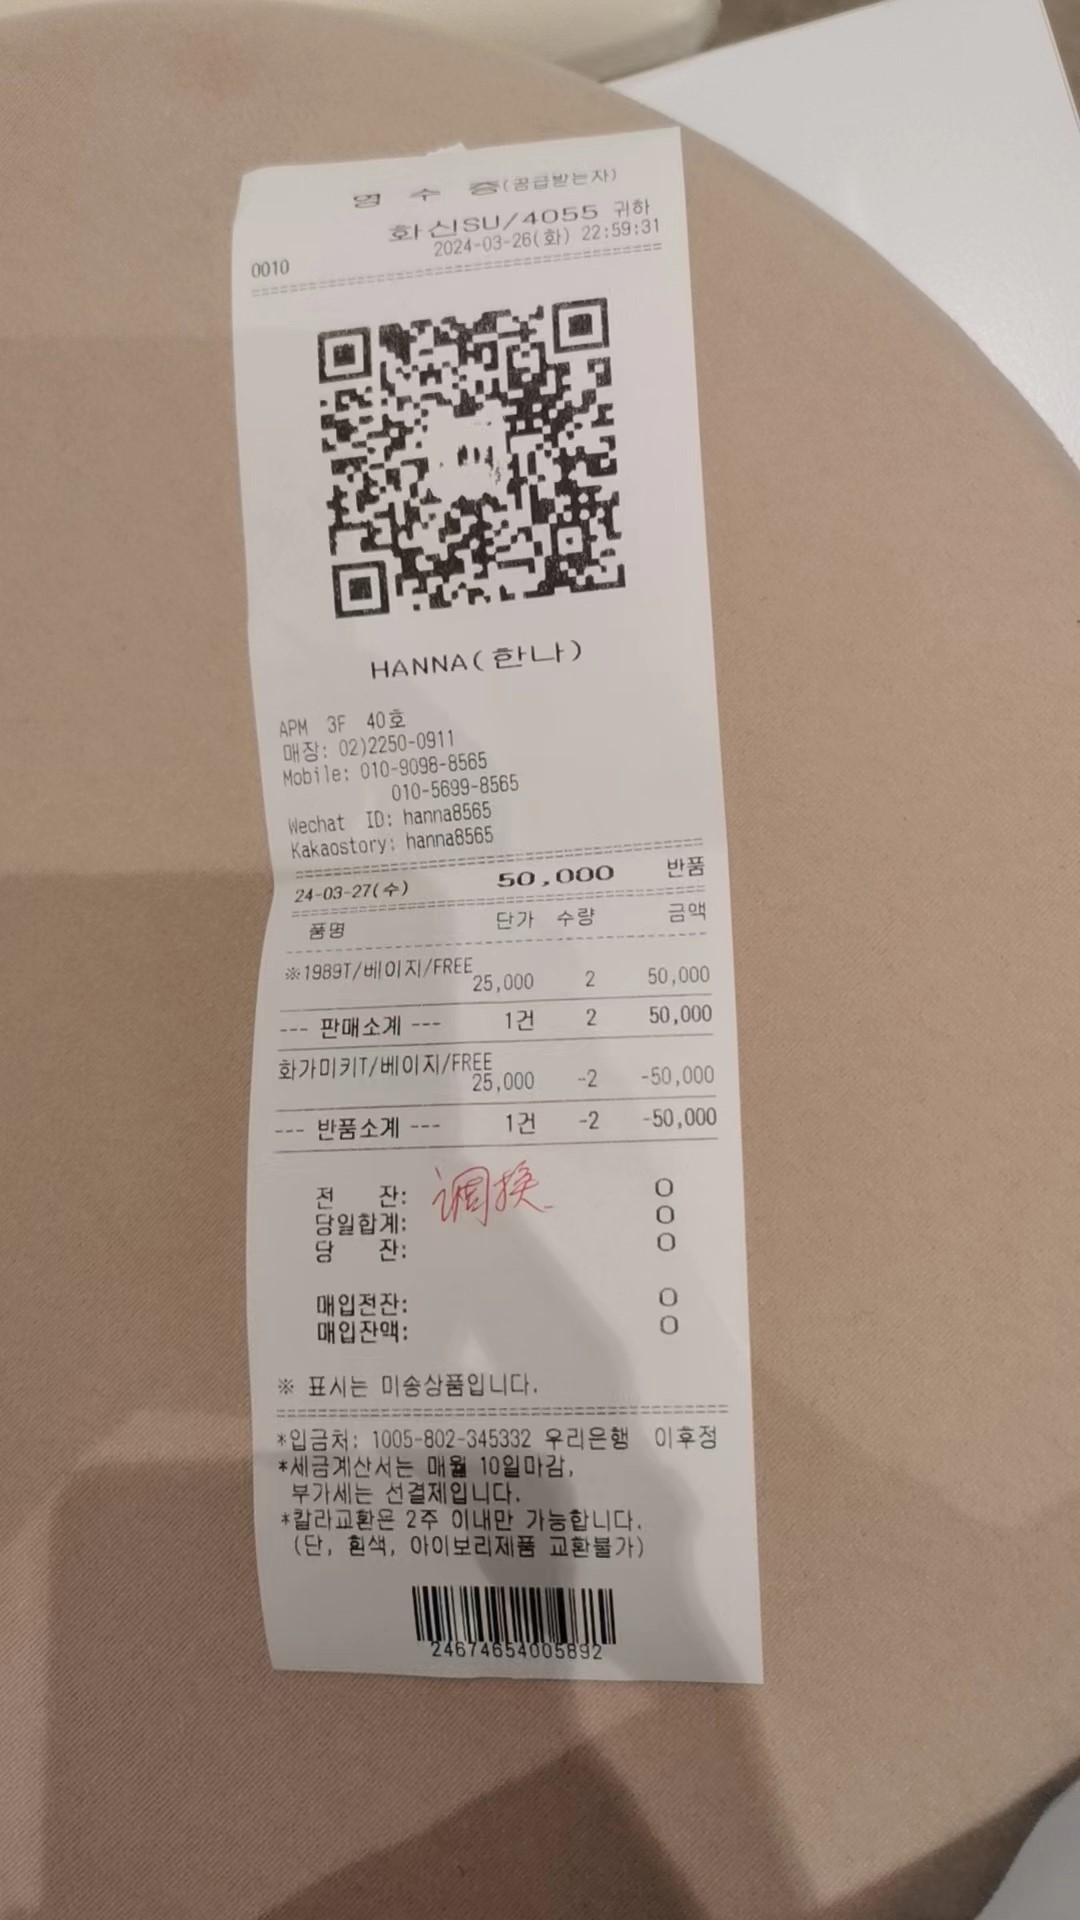 영 수 증(공급받는자)
화신SU/4055 귀하
2024-03-26(화) 22:59:31
0010
HANNA(한나)
APM 3F 40호
매장: 02)2250-0911
Mobile: 010-9098-8565
010-5699-8565
Wechat ID: hanna8565
Kakaostory: hanna8565
24-03-27(수) 50,000 반품
품명 단가 수량 금액
※1989T/베이지/FREE
25,000 2 50,000
--- 판매소계 --- 1건 2 50,000
화가미키T/베이지/FREE
25,000 -2 -50,000
--- 반품소계 --- 1건 -2 -50,000
调换
전 잔: 0
당일합계: 0
당 잔: 0
매입전잔: 0
매입잔액: 0
※ 표시는 미송상품입니다.
*입금처: 1005-802-345332 우리은행 이후정
*세금계산서는 매월 10일마감,
부가세는 선결제입니다.
*칼라교환은 2주 이내만 가능합니다.
(단, 흰색, 아이보리제품 교환불가)
24674654005892